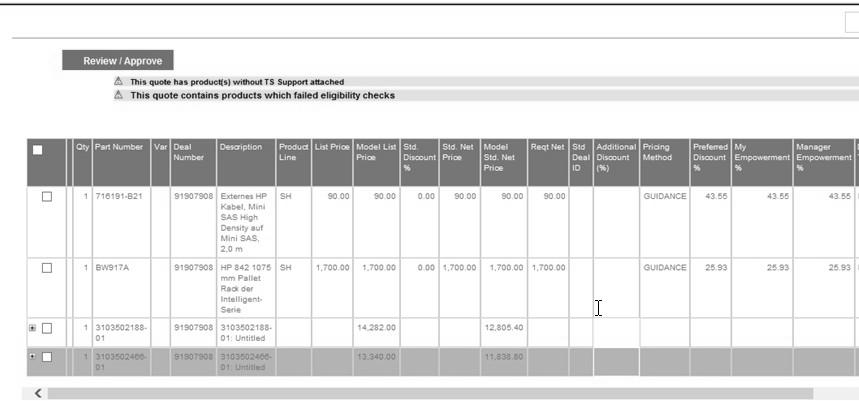 Review / Approve
This quote has product(s) without TS Support attached
This quote contains products which failed eligibility checks
Qty Part Number Var Deal Number Description Product Line List Price Model List Price Std. Discount % Std. Net Price Model Std. Net Price Reqt Net Std Deal ID Additional Discount (%) Pricing Method Preferred Discount % My Empowerment % Manager Empowerment %
1 716191-B21 91907908 Externes HP Kabel, Mini SAS High Density auf Mini SAS, 2,0 m SH 90.00 90.00 0.00 90.00 90.00 90.00 GUIDANCE 43.55 43.55 43.55
1 BW917A 91907908 HP 842 1075 mm Pallet Rack der Intelligent-Serie SH 1,700.00 1,700.00 0.00 1,700.00 1,700.00 1,700.00 GUIDANCE 25.93 25.93 25.93
1 3103502188-01 91907908 3103502188-01: Untitled 14,282.00 12,805.40
1 3103502466-01 91907908 3103502466-01: Untitled 13,340.00 11,838.80